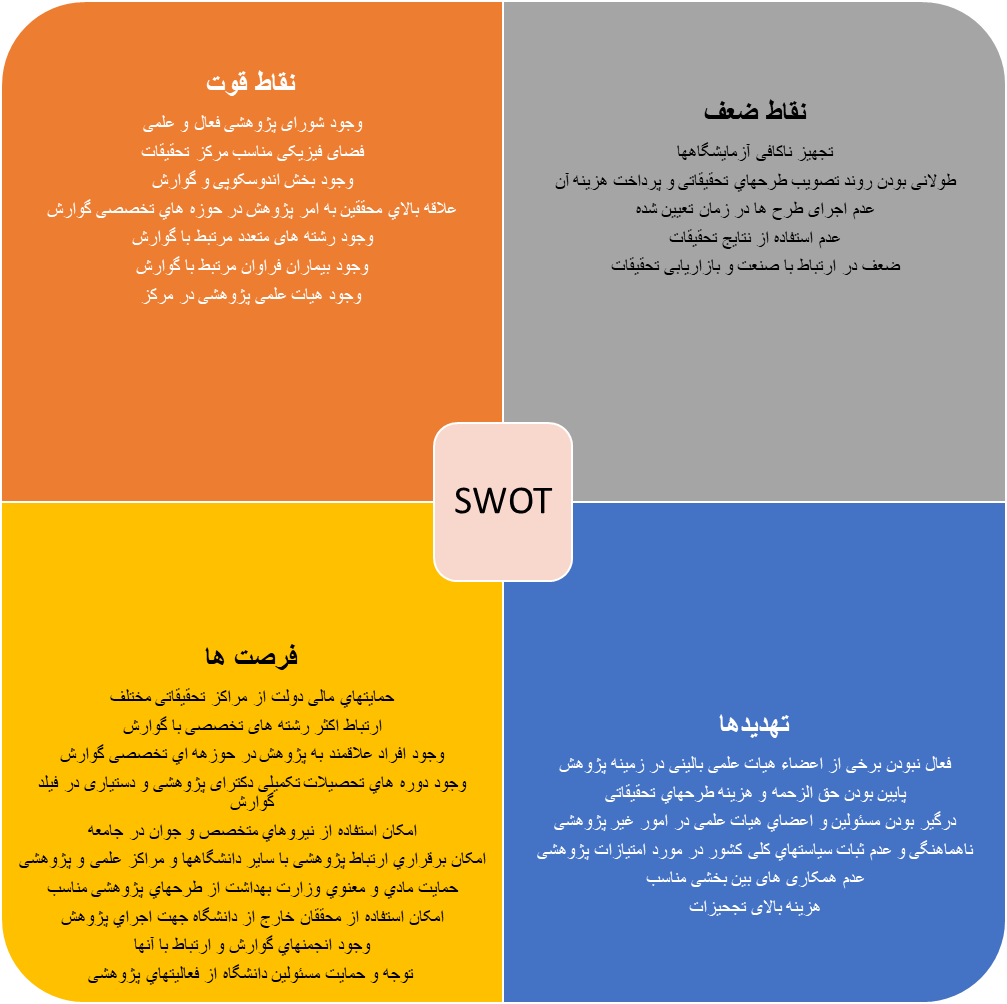 نقاط قوت
وجود شورای پژوهشی فعال و علمی
فضای فیزیکی مناسب مرکز تحقیقات
وجود بخش اندوسکوپی و گوارش
علاقه بالاي محققین به امر پژوهش در حوزه هاي تخصصی گوارش
وجود رشته های متعدد مرتبط با گوارش
وجود بیماران فراوان مرتبط با گوارش
وجود هیات علمی پژوهشی در مرکز
نقاط ضعف
تجهیز ناکافی آزمایشگاهها
طولانی بودن روند تصویب طرحهاي تحقیقاتی و پرداخت هزینه آن
عدم اجرای طرح ها در زمان تعیین شده
عدم استفاده از نتایج تحقیقات
ضعف در ارتباط با صنعت و بازاریابی تحقیقات
SWOT
فرصت ها
حمایتهاي مالی دولت از مراکز تحقیقاتی مختلف
ارتباط اکثر رشته های تخصصی با گوارش
وجود افراد علاقمند به پژوهش در حوزهه اي تخصصی گوارش
وجود دوره هاي تحصیلات تکمیلی دکترای پژوهشی و دستیاری در فیلد
گوارش
امکان استفاده از نیروهاي متخصص و جوان در جامعه
امکان برقراري ارتباط پژوهشی با سایر دانشگاهها و مراکز علمی و پژوهشی
حمایت مادي و معنوي وزارت بهداشت از طرحهاي پژوهشی مناسب
امکان استفاده از محققان خارج از دانشگاه جهت اجراي پژوهش
وجود انجمنهاي گوارش و ارتباط با آنها
توجه و حمایت مسئولین دانشگاه از فعالیتهاي پژوهشی
تهدیدها
فعال نبودن برخی از اعضاء هیات علمی بالینی در زمینه پژوهش
پایین بودن حق الزحمه و هزینه طرحهاي تحقیقاتی
درگیر بودن مسئولین و اعضاي هیات علمی در امور غیر پژوهشی
ناهماهنگی و عدم ثبات سیاستهاي کلی کشور در مورد امتیازات پژوهشی
عدم همکاری های بین بخشی مناسب
هزینه بالای تجحیزات